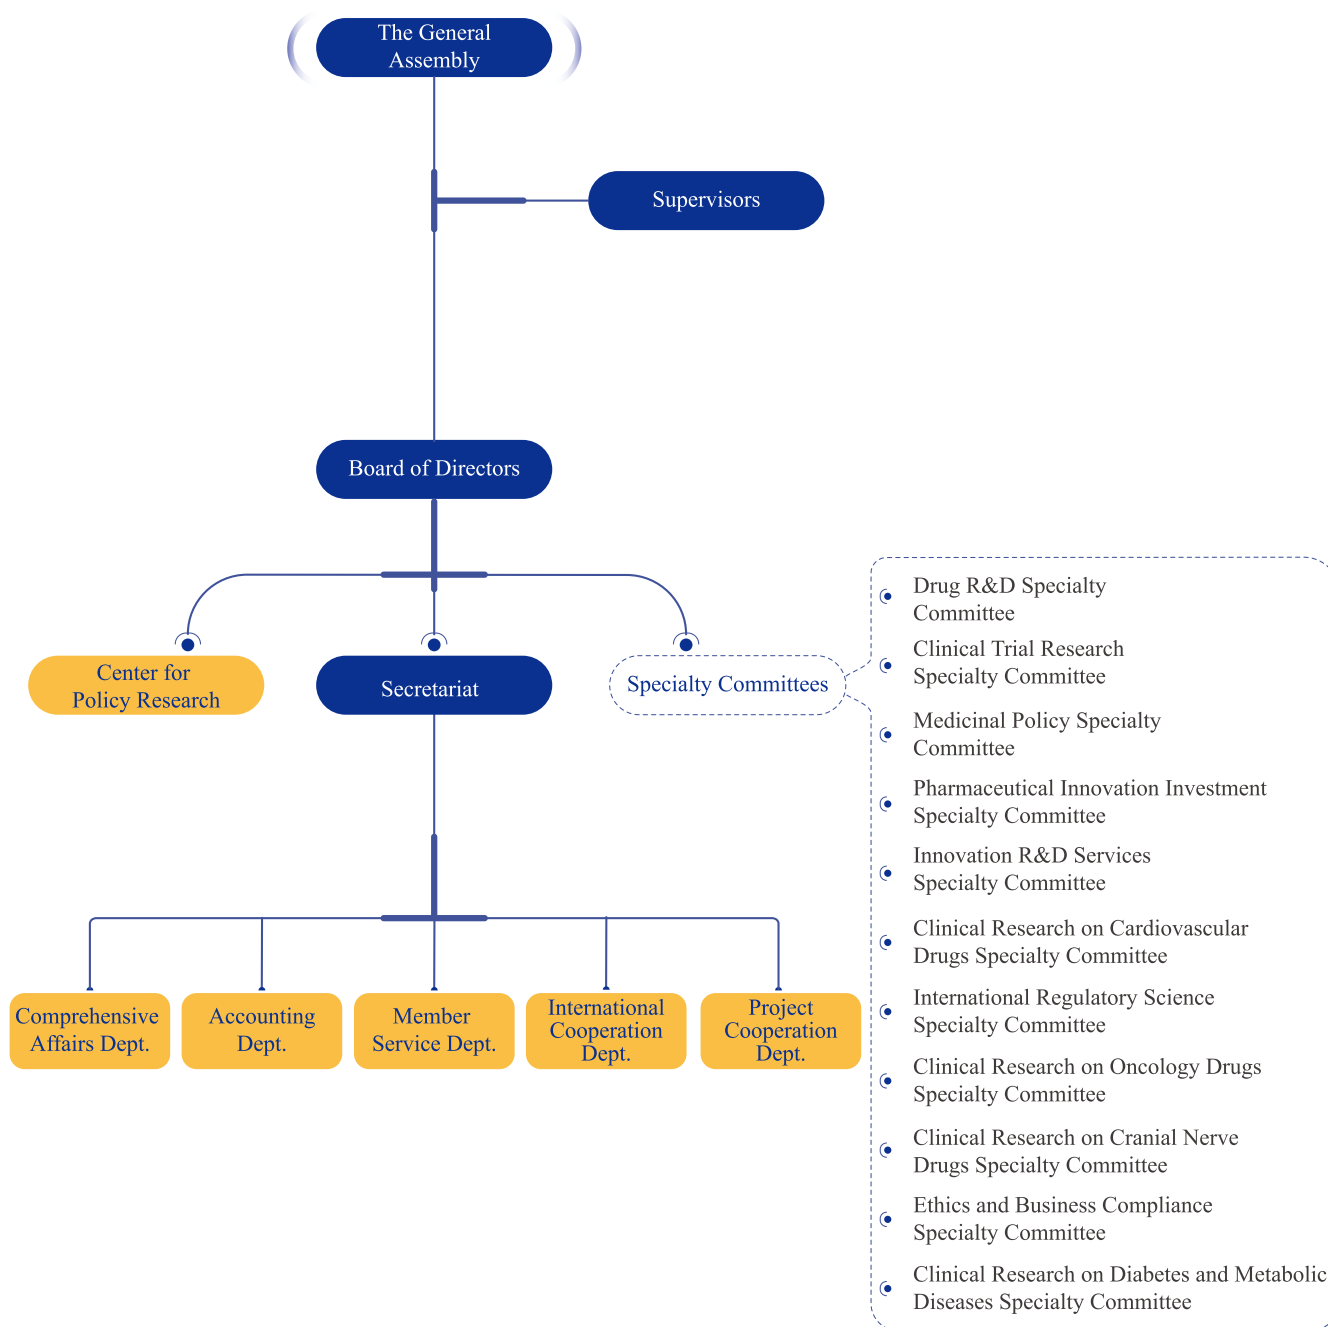 The General
Assembly
Supervisors
Board of Directors
Center for
Policy Research
Secretariat
Specialty Committees
Drug R&D Specialty
Committee
Clinical Trial Research
Specialty Committee
Medicinal Policy Specialty
Committee
Pharmaceutical Innovation Investment
Specialty Committee
Innovation R&D Services
Specialty Committee
Clinical Research on Cardiovascular
Drugs Specialty Committee
International Regulatory Science
Specialty Committee
Clinical Research on Oncology Drugs
Specialty Committee
Clinical Research on Cranial Nerve
Drugs Specialty Committee
Ethics and Business Compliance
Specialty Committee
Clinical Research on Diabetes and Metabolic
Diseases Specialty Committee
Comprehensive
Affairs Dept.
Accounting
Dept.
Member
Service Dept.
International
Cooperation
Dept.
Project
Cooperation
Dept.